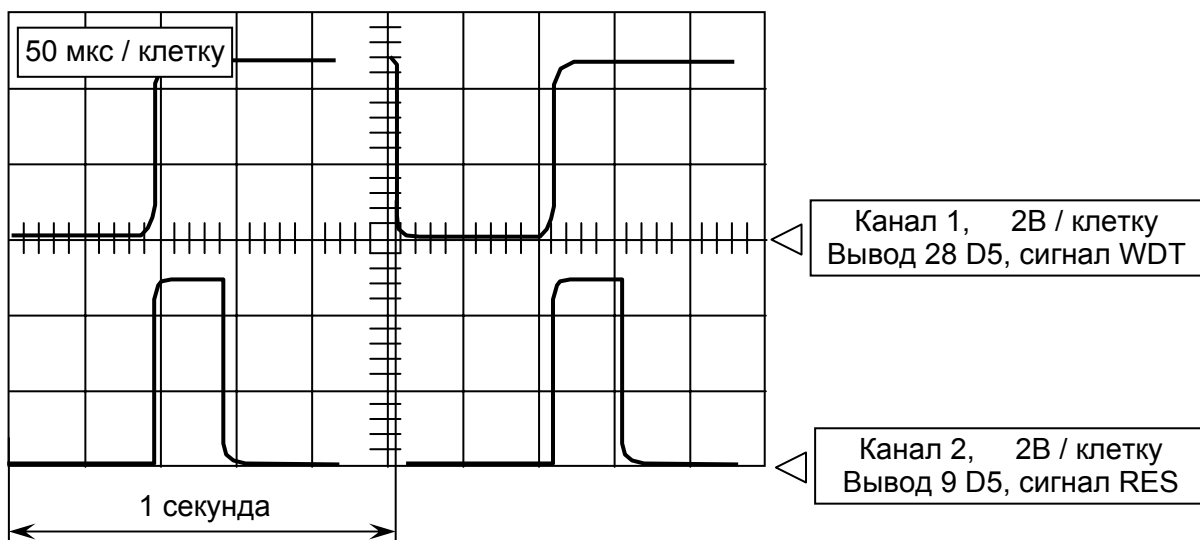 50 мкс / клетку
Канал 1, 2В / клетку
Вывод 28 D5, сигнал WDT
Канал 2, 2В / клетку
Вывод 9 D5, сигнал RES
1 секунда